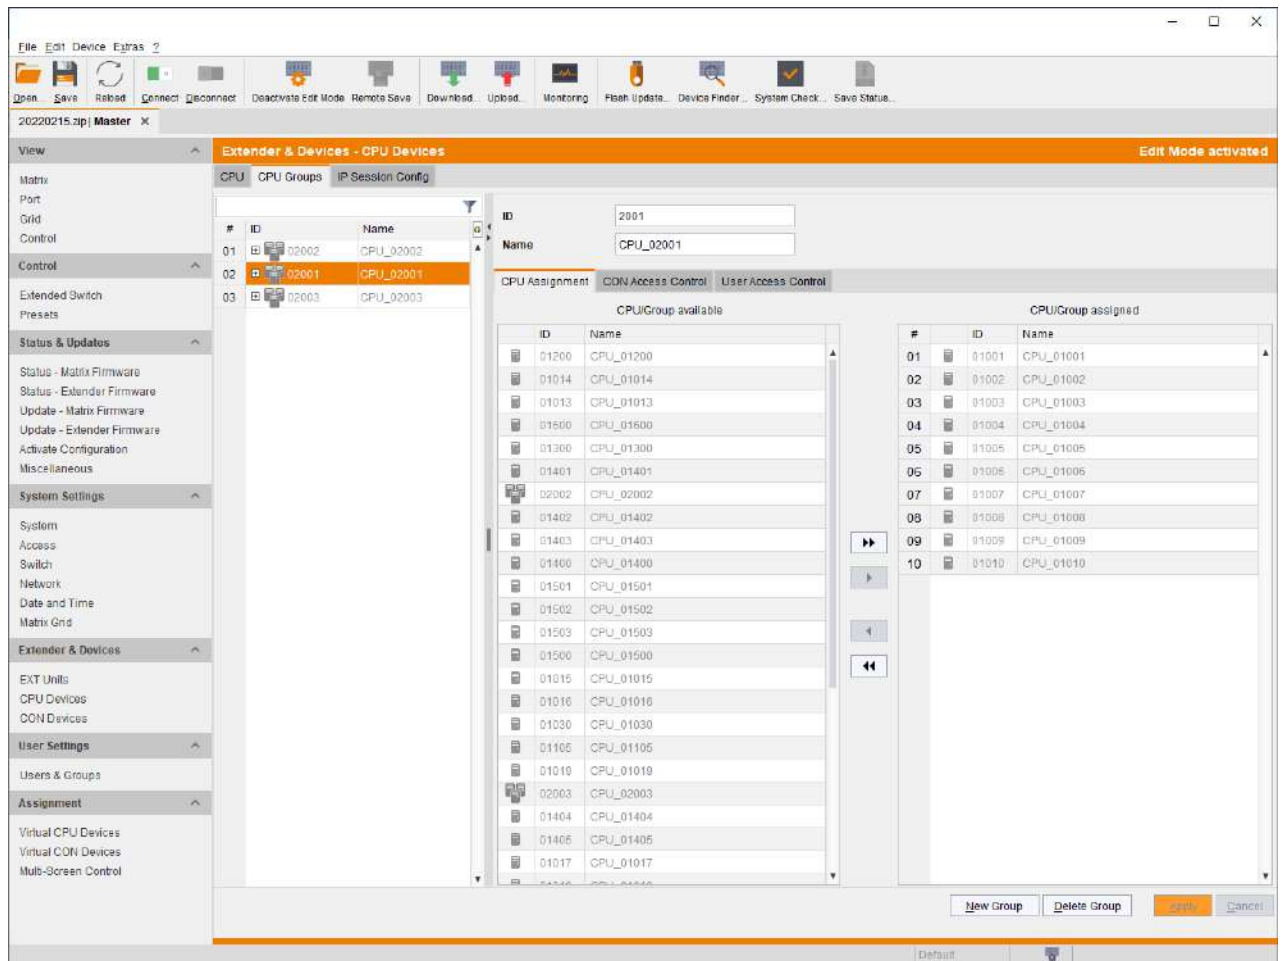 File Edit Device Extras ?
Open... Save Reload Connect Disconnect Deactivate Edit Mode Remote Save Download... Upload... Monitoring Flash Update... Device Finder... System Check... Save Status...
20220215.zip| Master ×
View
Matrix
Port
Grid
Control
Control
Extended Switch
Presets
Status & Updates
Status - Matrix Firmware
Status - Extender Firmware
Update - Matrix Firmware
Update - Extender Firmware
Activate Configuration
Miscellaneous
System Settings
System
Access
Switch
Network
Date and Time
Matrix Grid
Extender & Devices
EXT Units
CPU Devices
CON Devices
User Settings
Users & Groups
Assignment
Virtual CPU Devices
Virtual CON Devices
Multi-Screen Control
Extender & Devices - CPU Devices Edit Mode activated
CPU CPU Groups IP Session Config
# ID Name
01 02002 CPU_02002
02 02001 CPU_02001
03 02003 CPU_02003
ID 2001
Name CPU_02001
CPU Assignment CON Access Control User Access Control
CPU/Group available
ID Name
01200 CPU_01200
01014 CPU_01014
01013 CPU_01013
01600 CPU_01600
01300 CPU_01300
01401 CPU_01401
02002 CPU_02002
01402 CPU_01402
01403 CPU_01403
01400 CPU_01400
01501 CPU_01501
01502 CPU_01502
01503 CPU_01503
01500 CPU_01500
01015 CPU_01015
01016 CPU_01016
01030 CPU_01030
01105 CPU_01105
01019 CPU_01019
02003 CPU_02003
01404 CPU_01404
01405 CPU_01405
01017 CPU_01017
CPU/Group assigned
# ID Name
01 01001 CPU_01001
02 01002 CPU_01002
03 01003 CPU_01003
04 01004 CPU_01004
05 01005 CPU_01005
06 01006 CPU_01006
07 01007 CPU_01007
08 01008 CPU_01008
09 01009 CPU_01009
10 01010 CPU_01010
New Group Delete Group Apply Cancel
Default